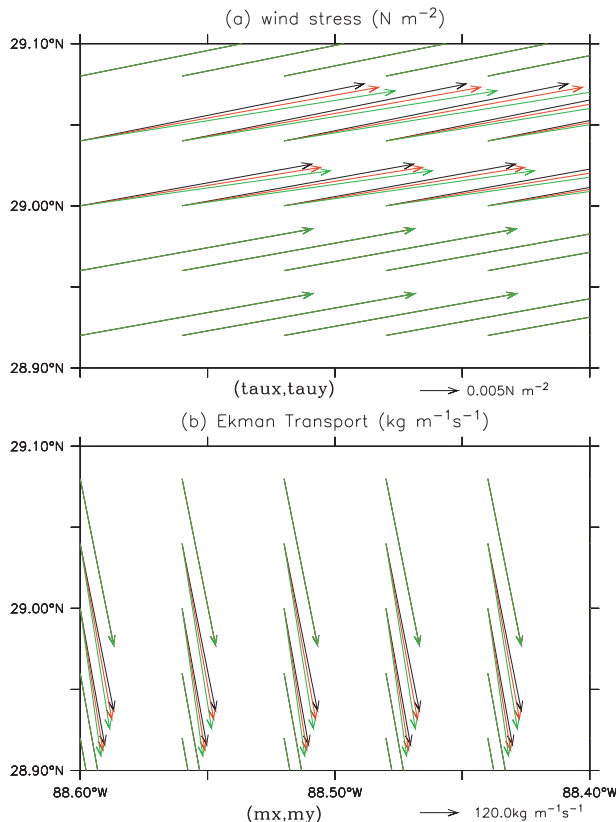 (a) wind stress (N m⁻²)
29.10°N
29.00°N
28.90°N
(taux,tauy)
0.005N m⁻²
(b) Ekman Transport (kg m⁻¹s⁻¹)
29.10°N
29.00°N
28.90°N
88.60°W 88.50°W 88.40°W
(mx,my)
120.0kg m⁻¹s⁻¹